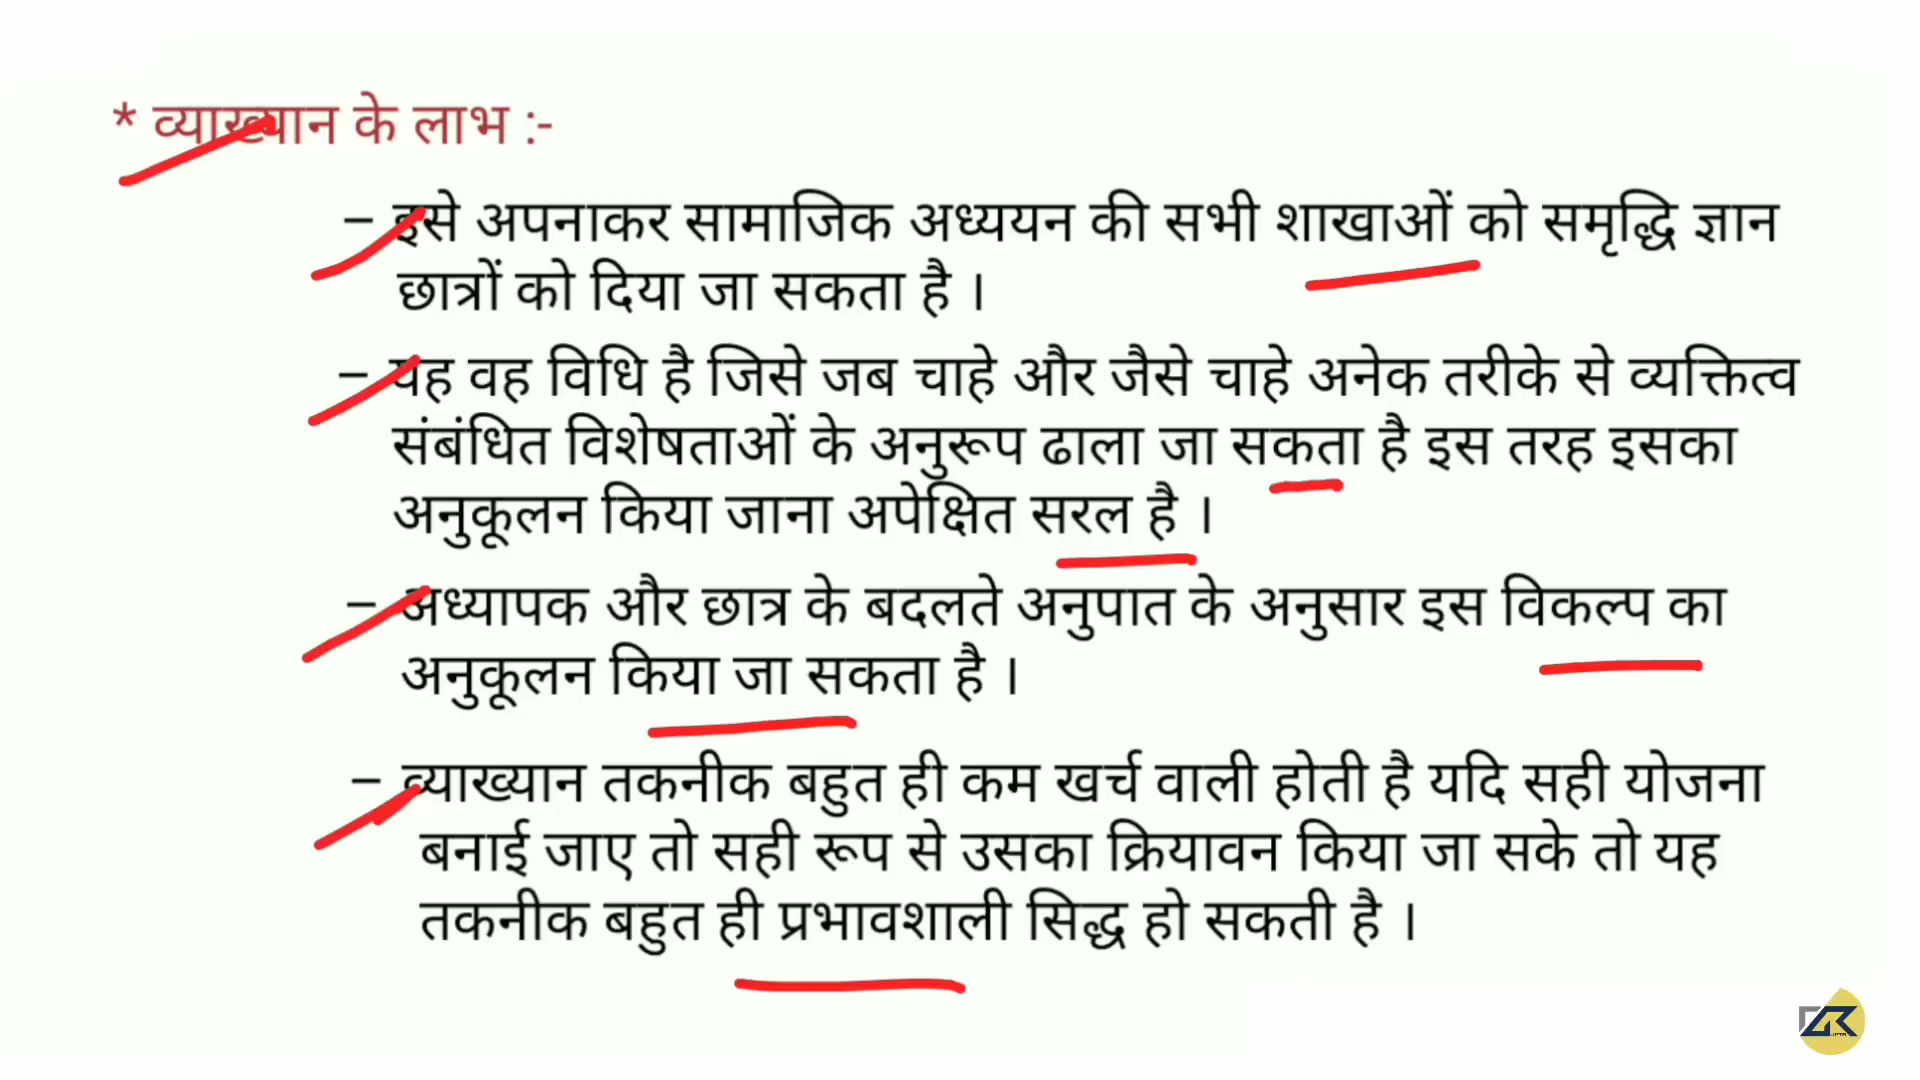 * व्याख्यान के लाभ :-
– इसे अपनाकर सामाजिक अध्ययन की सभी शाखाओं को समृद्धि ज्ञान
छात्रों को दिया जा सकता है ।
– यह वह विधि है जिसे जब चाहे और जैसे चाहे अनेक तरीके से व्यक्तित्व
संबंधित विशेषताओं के अनुरूप ढाला जा सकता है इस तरह इसका
अनुकूलन किया जाना अपेक्षित सरल है ।
– अध्यापक और छात्र के बदलते अनुपात के अनुसार इस विकल्प का
अनुकूलन किया जा सकता है ।
– व्याख्यान तकनीक बहुत ही कम खर्च वाली होती है यदि सही योजना
बनाई जाए तो सही रूप से उसका क्रियावन किया जा सके तो यह
तकनीक बहुत ही प्रभावशाली सिद्ध हो सकती है ।